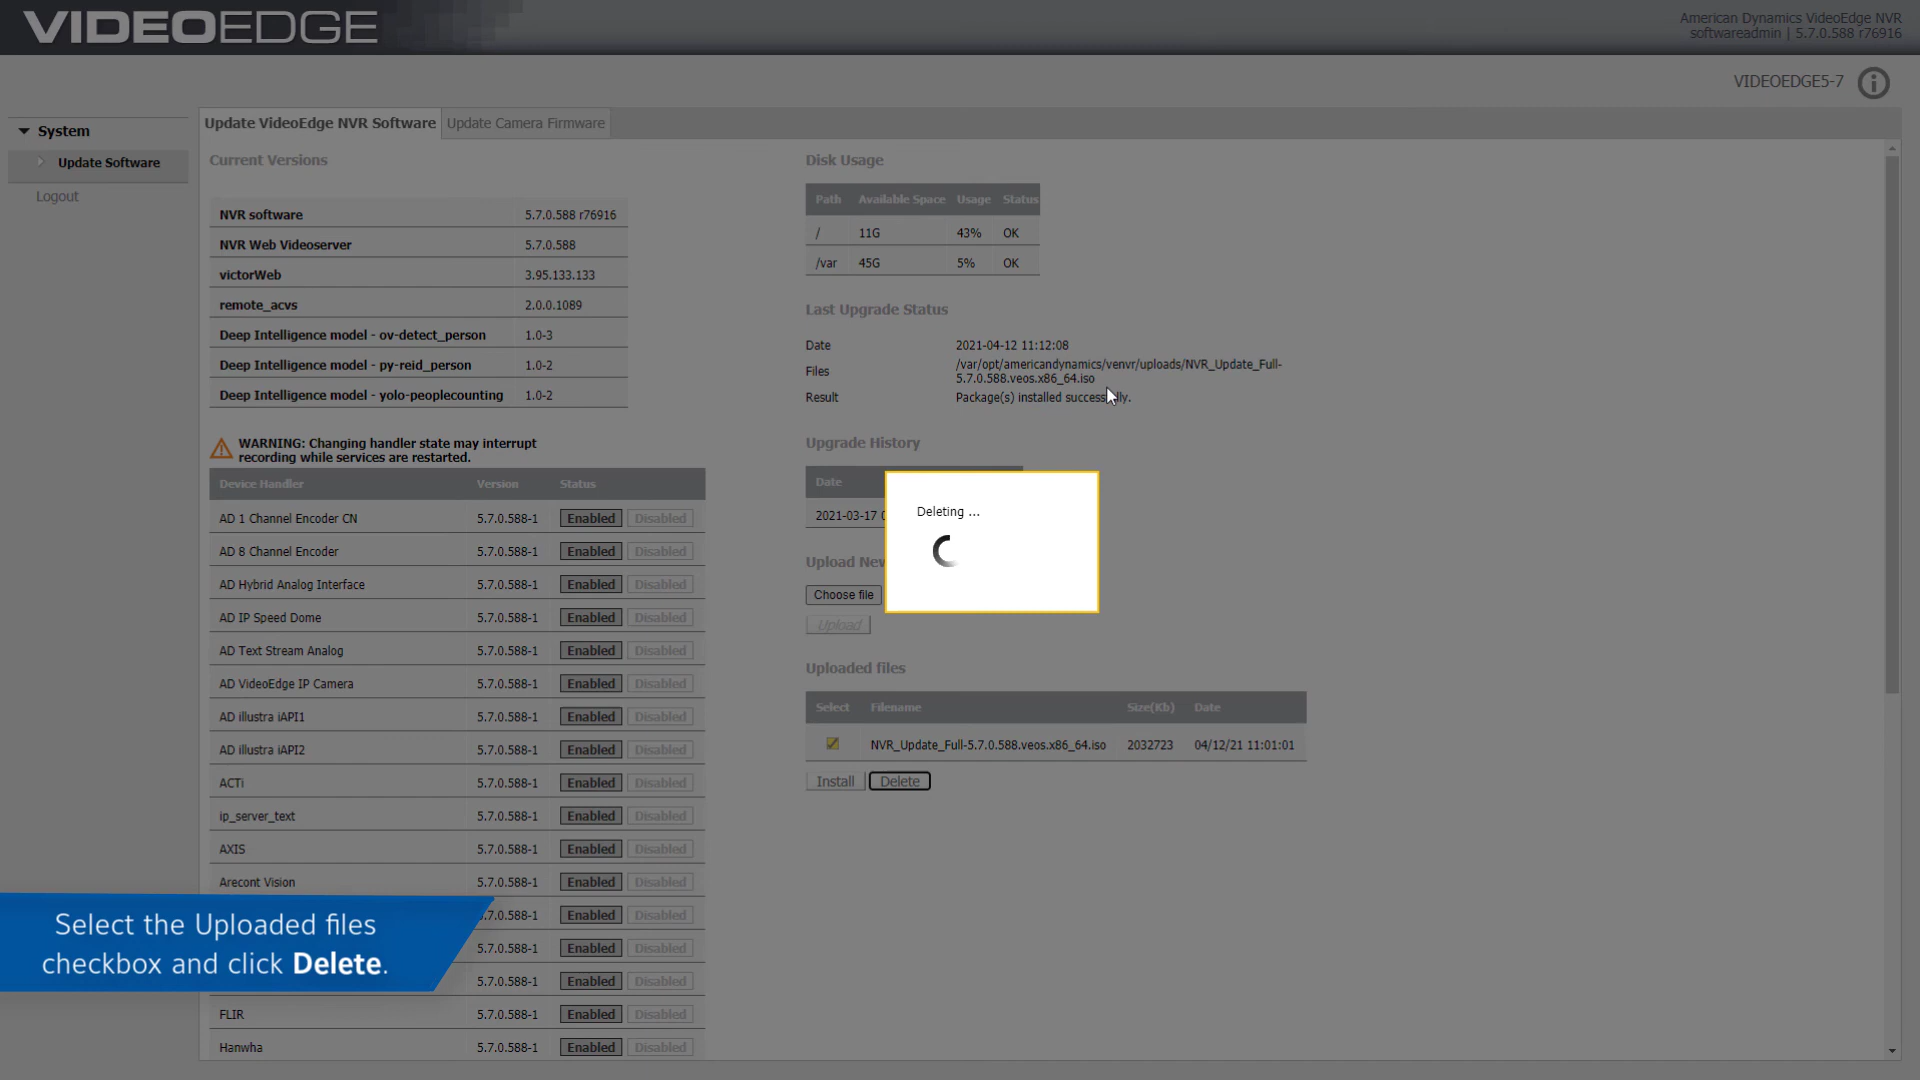 VIDEOEDGE
American Dynamics VideoEdge NVR
softwareadmin | 5.7.0.588 r76916
VIDEOEDGE5-7
System
Update Software
Logout
Update VideoEdge NVR Software
Update Camera Firmware
Current Versions
NVR software 5.7.0.588 r76916
NVR Web Videoserver 5.7.0.588
victorWeb 3.95.133.133
remote_acvs 2.0.0.1089
Deep Intelligence model - ov-detect_person 1.0-3
Deep Intelligence model - py-reid_person 1.0-2
Deep Intelligence model - yolo-peoplecounting 1.0-2
WARNING: Changing handler state may interrupt
recording while services are restarted.
Device Handler Version Status
AD 1 Channel Encoder CN 5.7.0.588-1 Enabled Disabled
AD 8 Channel Encoder 5.7.0.588-1 Enabled Disabled
AD Hybrid Analog Interface 5.7.0.588-1 Enabled Disabled
AD IP Speed Dome 5.7.0.588-1 Enabled Disabled
AD Text Stream Analog 5.7.0.588-1 Enabled Disabled
AD VideoEdge IP Camera 5.7.0.588-1 Enabled Disabled
AD illustra iAPI1 5.7.0.588-1 Enabled Disabled
AD illustra iAPI2 5.7.0.588-1 Enabled Disabled
ACTi 5.7.0.588-1 Enabled Disabled
ip_server_text 5.7.0.588-1 Enabled Disabled
AXIS 5.7.0.588-1 Enabled Disabled
Arecont Vision 5.7.0.588-1 Enabled Disabled
.7.0.588-1 Enabled Disabled
5.7.0.588-1 Enabled Disabled
5.7.0.588-1 Enabled Disabled
FLIR 5.7.0.588-1 Enabled Disabled
Hanwha 5.7.0.588-1 Enabled Disabled
Disk Usage
Path Available Space Usage Status
/ 11G 43% OK
/var 45G 5% OK
Last Upgrade Status
Date 2021-04-12 11:12:08
Files /var/opt/americandynamics/venvr/uploads/NVR_Update_Full-
5.7.0.588.veos.x86_64.iso
Result Package(s) installed successfully.
Upgrade History
Date
2021-03-17
Upload New
Choose file
Upload
Deleting ...
Uploaded files
Select Filename Size(Kb) Date
NVR_Update_Full-5.7.0.588.veos.x86_64.iso 2032723 04/12/21 11:01:01
Install Delete
Select the Uploaded files
checkbox and click Delete.